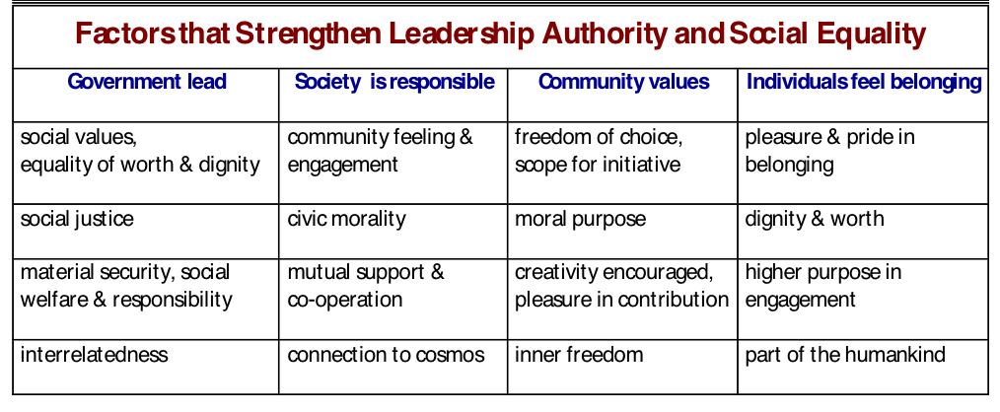 Factors that Strengthen Leadership Authority and Social Equality
Government lead
Society is responsible
Community values
Individuals feel belonging
social values,
equality of worth & dignity
community feeling &
engagement
freedom of choice,
scope for initiative
pleasure & pride in
belonging
social justice
civic morality
moral purpose
dignity & worth
material security, social
welfare & responsibility
mutual support &
co-operation
creativity encouraged,
pleasure in contribution
higher purpose in
engagement
interrelatedness
connection to cosmos
inner freedom
part of the humankind